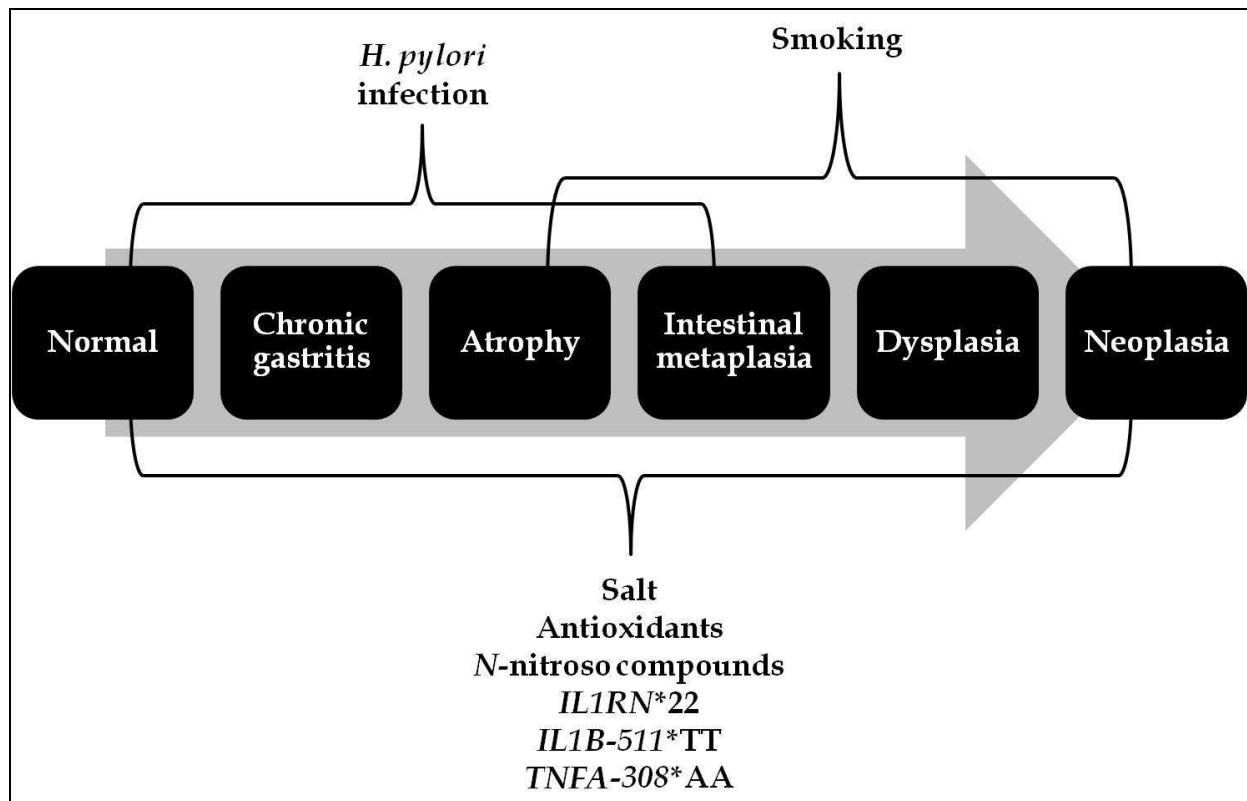 H. pylori
infection
Smoking
Normal
Chronic
gastritis
Atrophy
Intestinal
metaplasia
Dysplasia
Neoplasia
Salt
Antioxidants
N-nitroso compounds
IL1RN*22
IL1B-511*TT
TNFA-308*AA